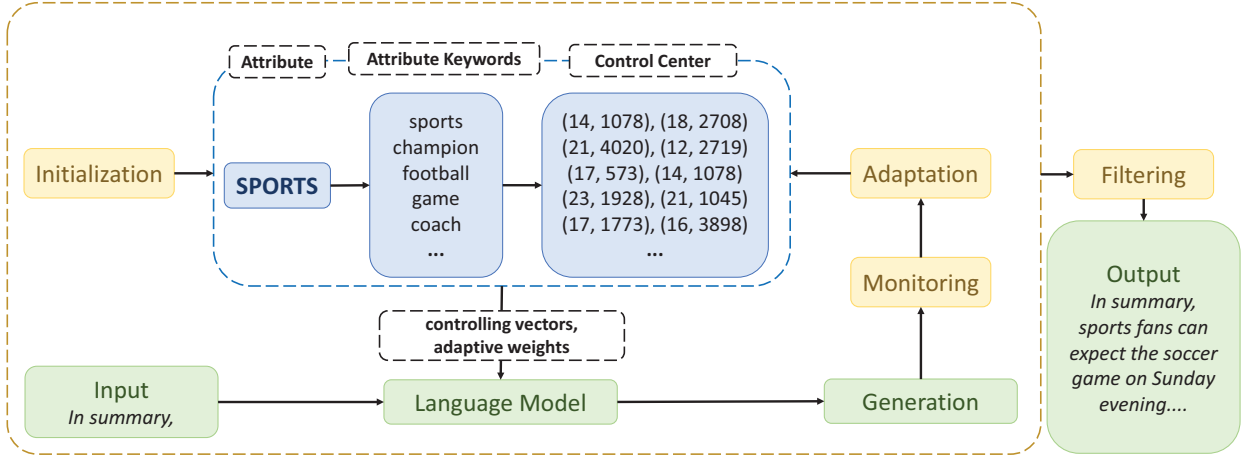 Attribute
Attribute Keywords
Control Center
Initialization
SPORTS
sports
champion
football
game
coach
...
(14, 1078), (18, 2708)
(21, 4020), (12, 2719)
(17, 573), (14, 1078)
(23, 1928), (21, 1045)
(17, 1773), (16, 3898)
...
Adaptation
Filtering
Monitoring
controlling vectors,
adaptive weights
Input
In summary,
Language Model
Generation
Output
In summary,
sports fans can
expect the soccer
game on Sunday
evening....